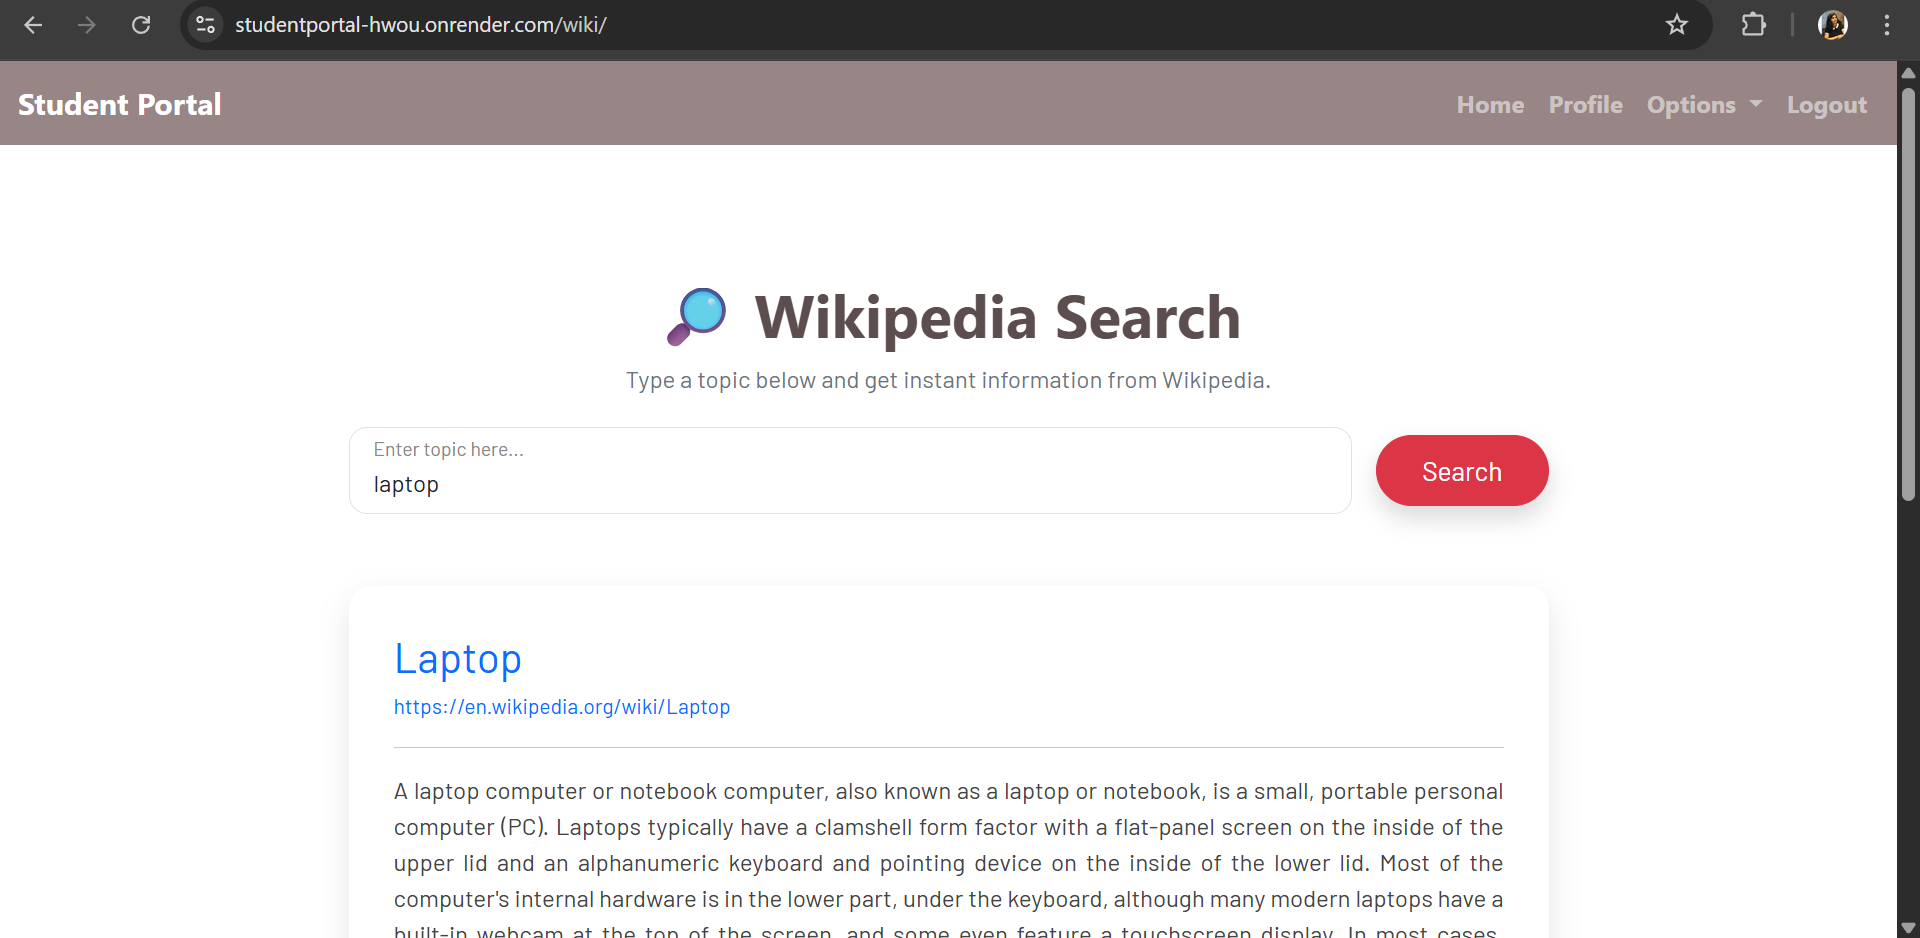 studentportal-hwou.onrender.com/wiki/
Student Portal
Home Profile Options Logout
Wikipedia Search
Type a topic below and get instant information from Wikipedia.
Enter topic here...
laptop
Search
Laptop
https://en.wikipedia.org/wiki/Laptop
A laptop computer or notebook computer, also known as a laptop or notebook, is a small, portable personal
computer (PC). Laptops typically have a clamshell form factor with a flat-panel screen on the inside of the
upper lid and an alphanumeric keyboard and pointing device on the inside of the lower lid. Most of the
computer's internal hardware is in the lower part, under the keyboard, although many modern laptops have a
built-in webcam at the top of the screen, and some even feature a touchscreen display. In most cases,